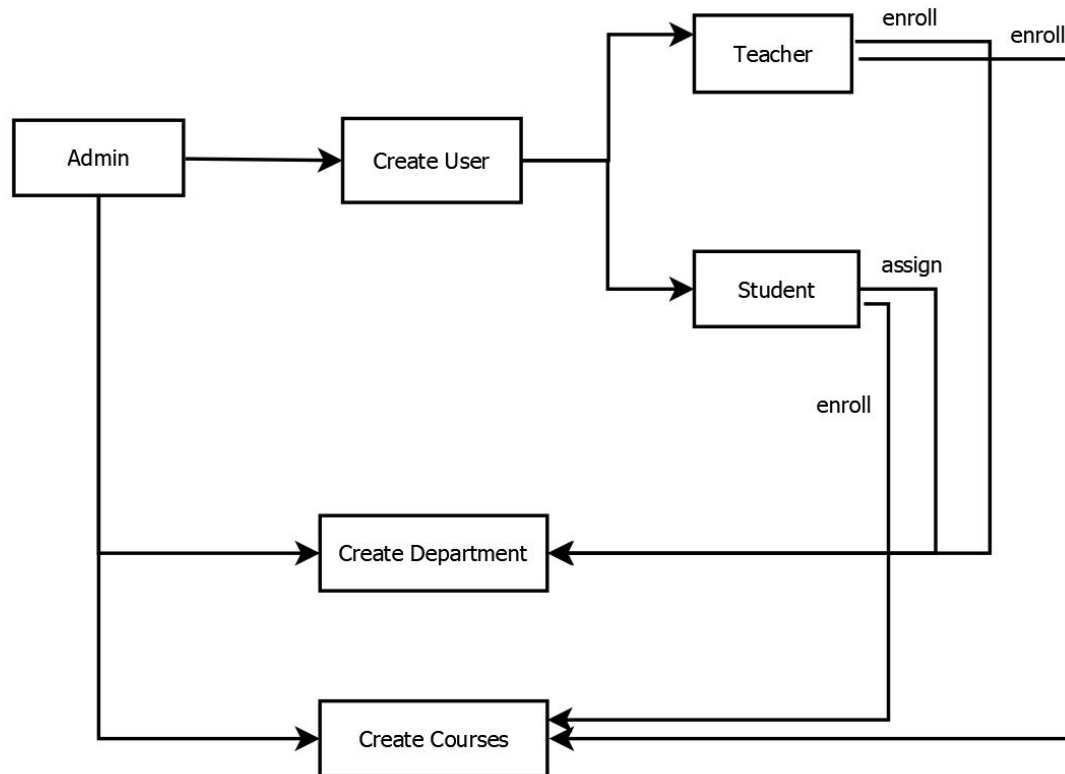 enroll
enroll
Teacher
Admin
Create User
assign
Student
enroll
Create Department
Create Courses